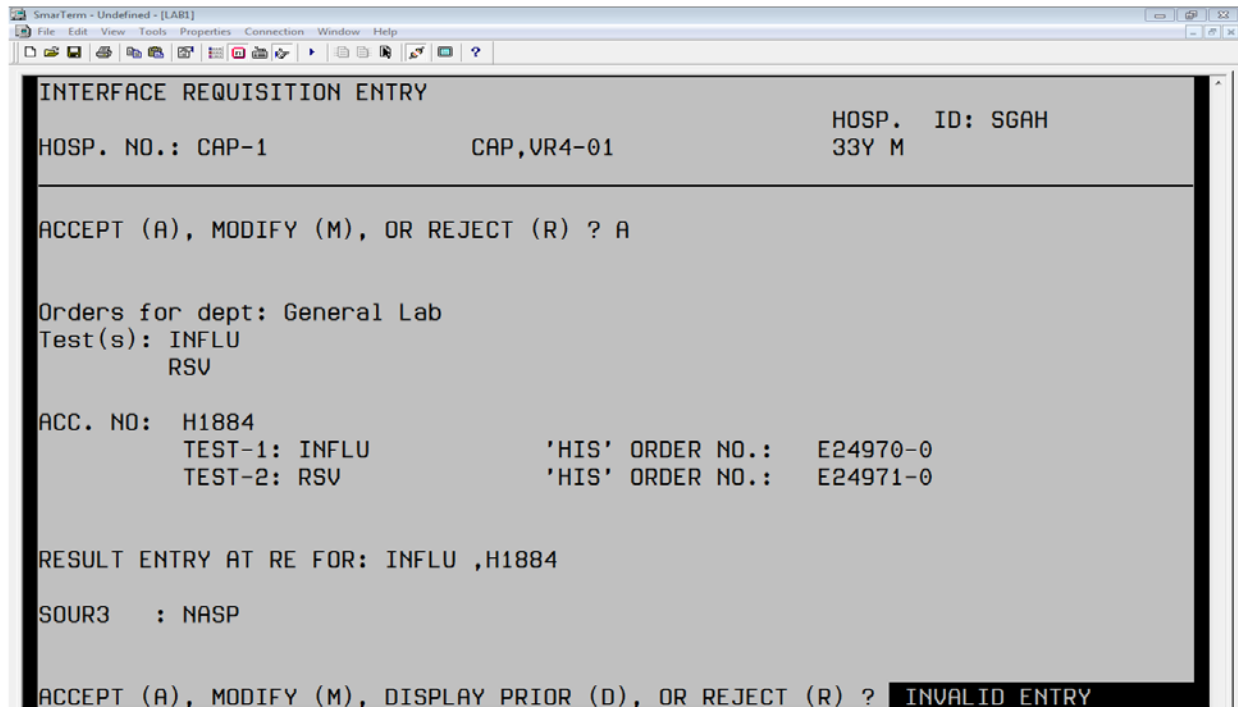 SmarTerm - Undefined - [LAB1]
File Edit View Tools Properties Connection Window Help
INTERFACE REQUISITION ENTRY
HOSP. ID: SGAH
HOSP. NO.: CAP-1 CAP,VR4-01 33Y M
ACCEPT (A), MODIFY (M), OR REJECT (R) ? A
Orders for dept: General Lab
Test(s): INFLU
RSV
ACC. NO: H1884
TEST-1: INFLU 'HIS' ORDER NO.: E24970-0
TEST-2: RSV 'HIS' ORDER NO.: E24971-0
RESULT ENTRY AT RE FOR: INFLU ,H1884
SOUR3 : NASP
ACCEPT (A), MODIFY (M), DISPLAY PRIOR (D), OR REJECT (R) ? INVALID ENTRY